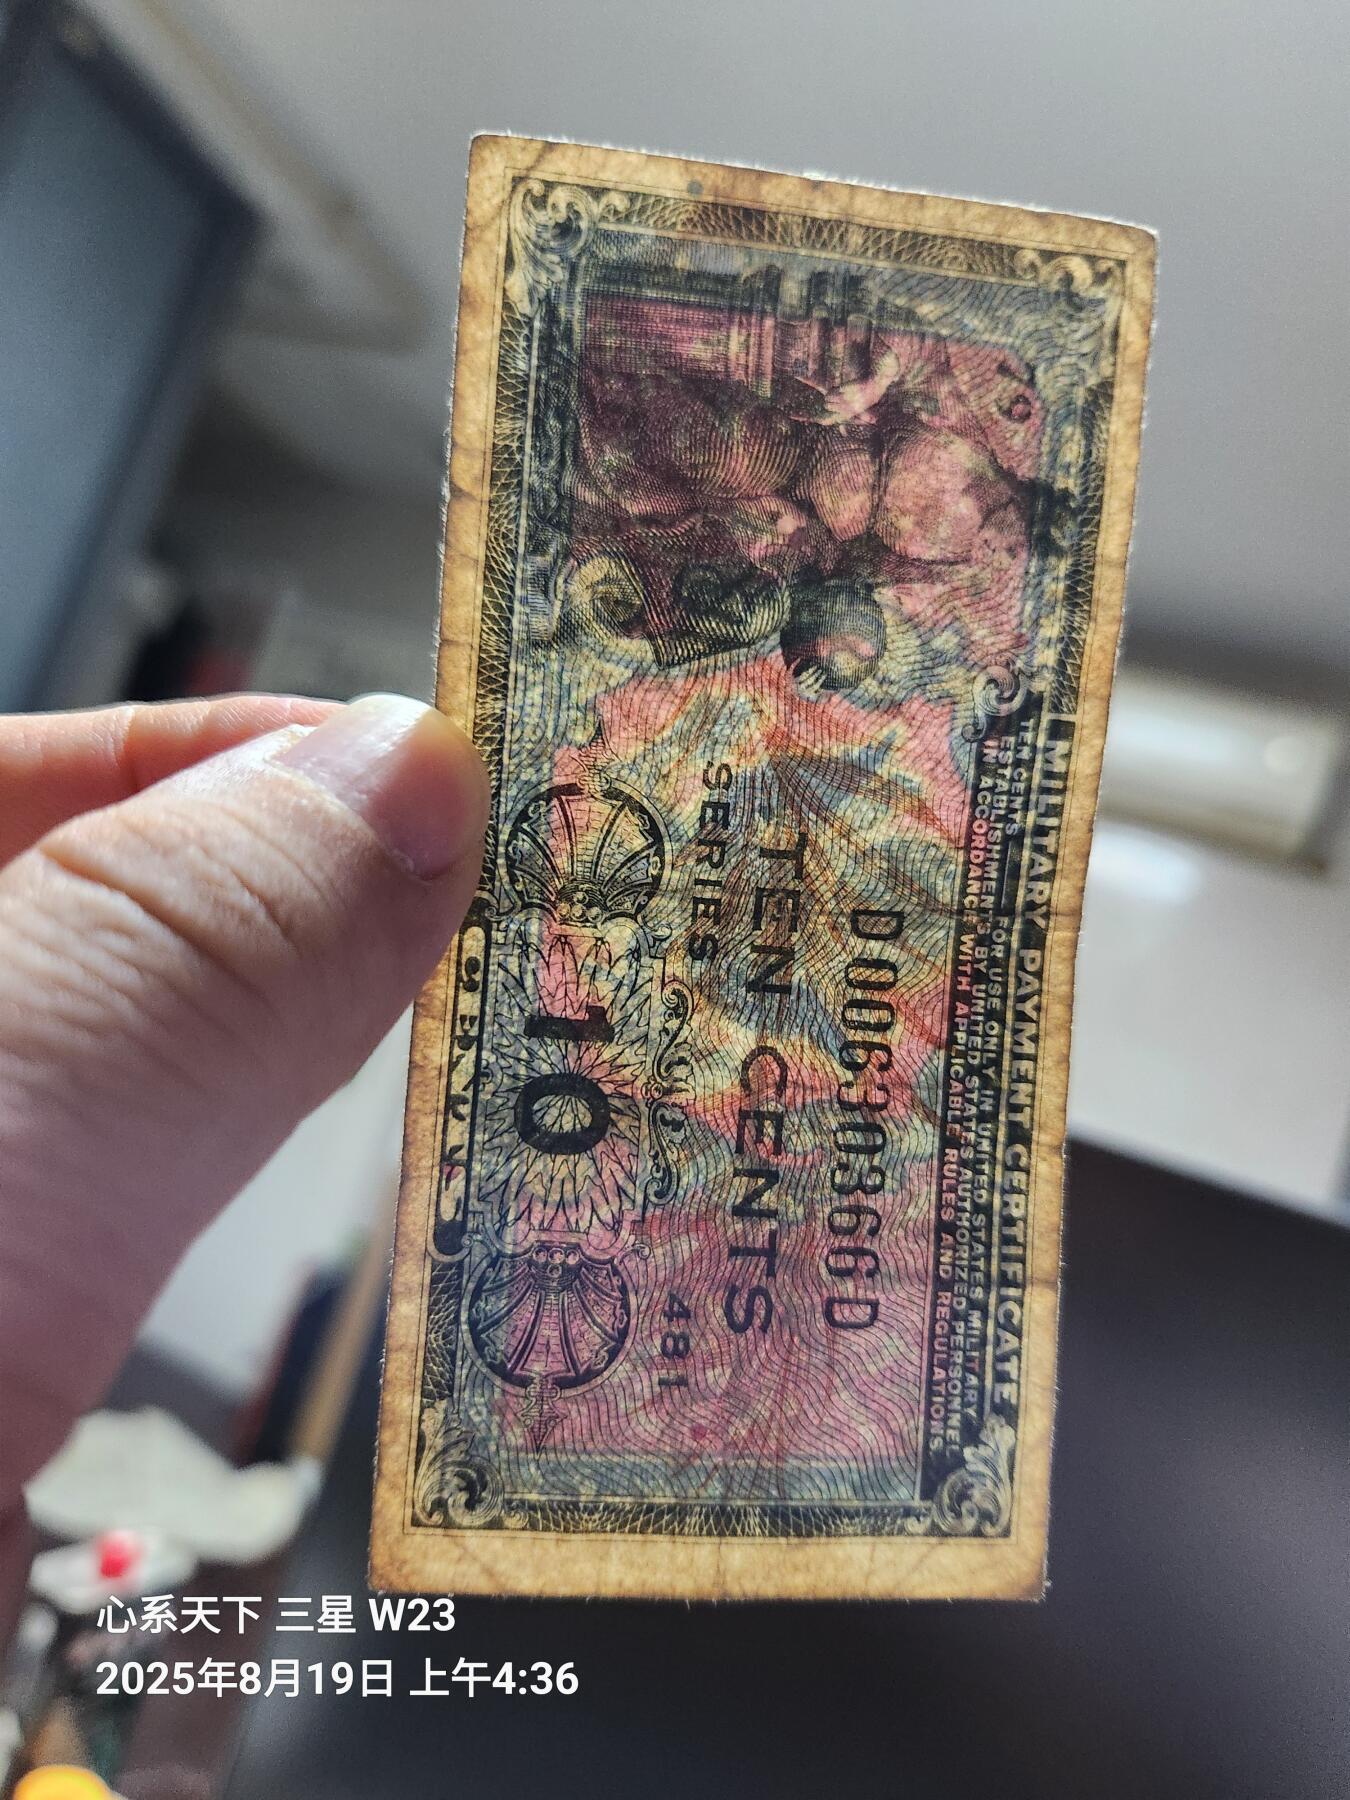 MILITARY PAYMENT CERTIFICATE
TEN CENTS — FOR USE ONLY IN UNITED STATES MILITARY
ESTABLISHMENTS BY UNITED STATES AUTHORIZED PERSONNEL
IN ACCORDANCE WITH APPLICABLE RULES AND REGULATIONS
D00630366D
TEN CENTS
SERIES 481
10
CENTS
心系天下 三星 W23
2025年8月19日 上午4:36